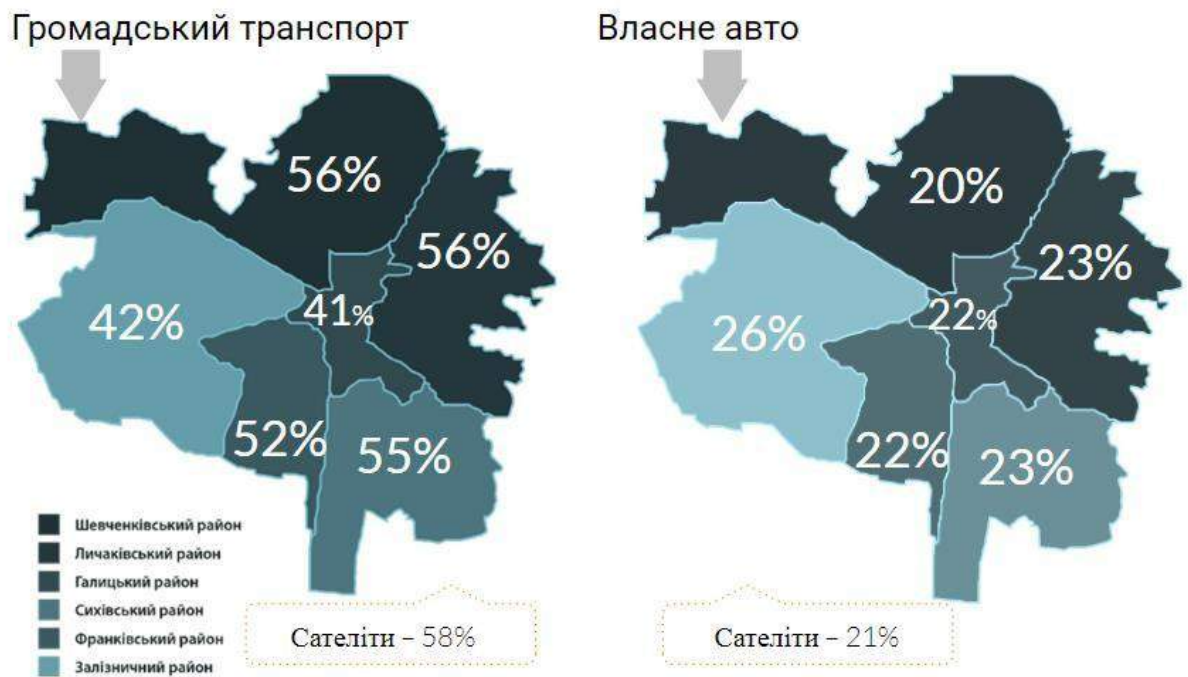 Громадський транспорт
56%
56%
41%
42%
52%
55%
Шевченківський район
Личаківський район
Галицький район
Сихівський район
Франківський район
Залізничний район
Сателіти – 58%
Власне авто
20%
23%
22%
26%
22%
23%
Сателіти – 21%